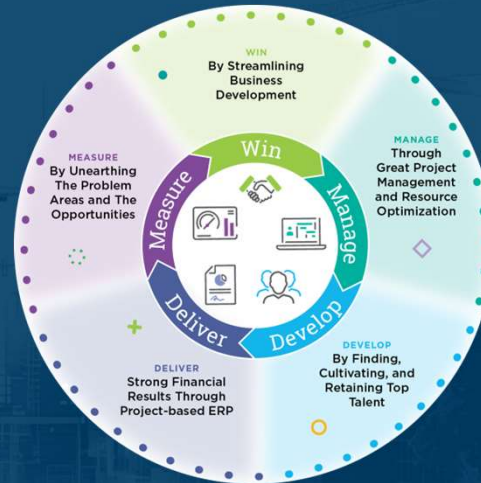 WIN
By Streamlining
Business
Development
MANAGE
Through
Great Project
Management
and Resource
Optimization
DEVELOP
By Finding,
Cultivating, and
Retaining Top
Talent
DELIVER
Strong Financial
Results Through
Project-based ERP
MEASURE
By Unearthing
The Problem
Areas and The
Opportunities
Win
Manage
Develop
Deliver
Measure